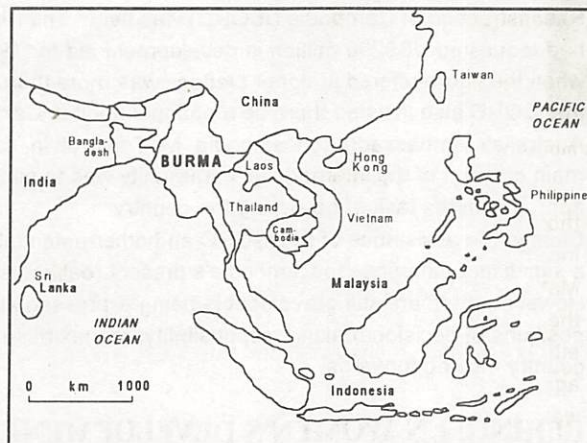 Taiwan
China
PACIFIC
OCEAN
Bangla-
desh
BURMA
Laos
Hong
Kong
India
Philippine
Thailand
Vietnam
Cam-
bodia
Sri
Lanka
Malaysia
INDIAN
OCEAN
0 km 1000
Indonesia